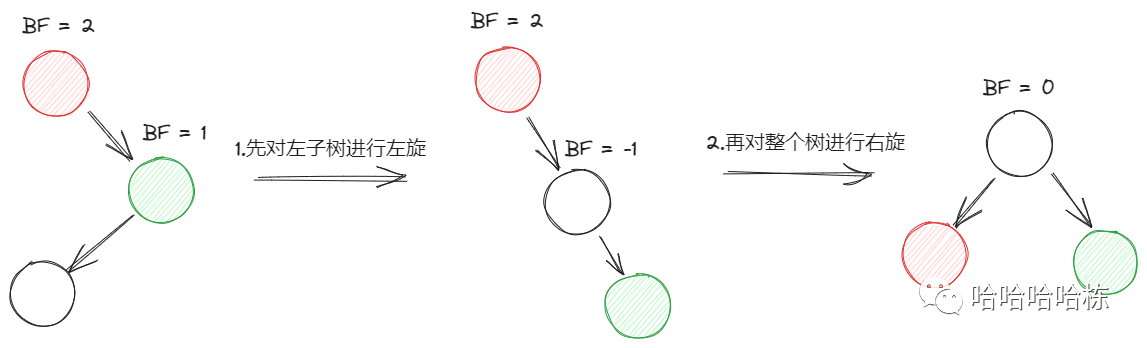 BF = 2
BF = 1
1.先对左子树进行左旋
BF = 2
BF = -1
2.再对整个树进行右旋
BF = 0
哈哈哈哈栋